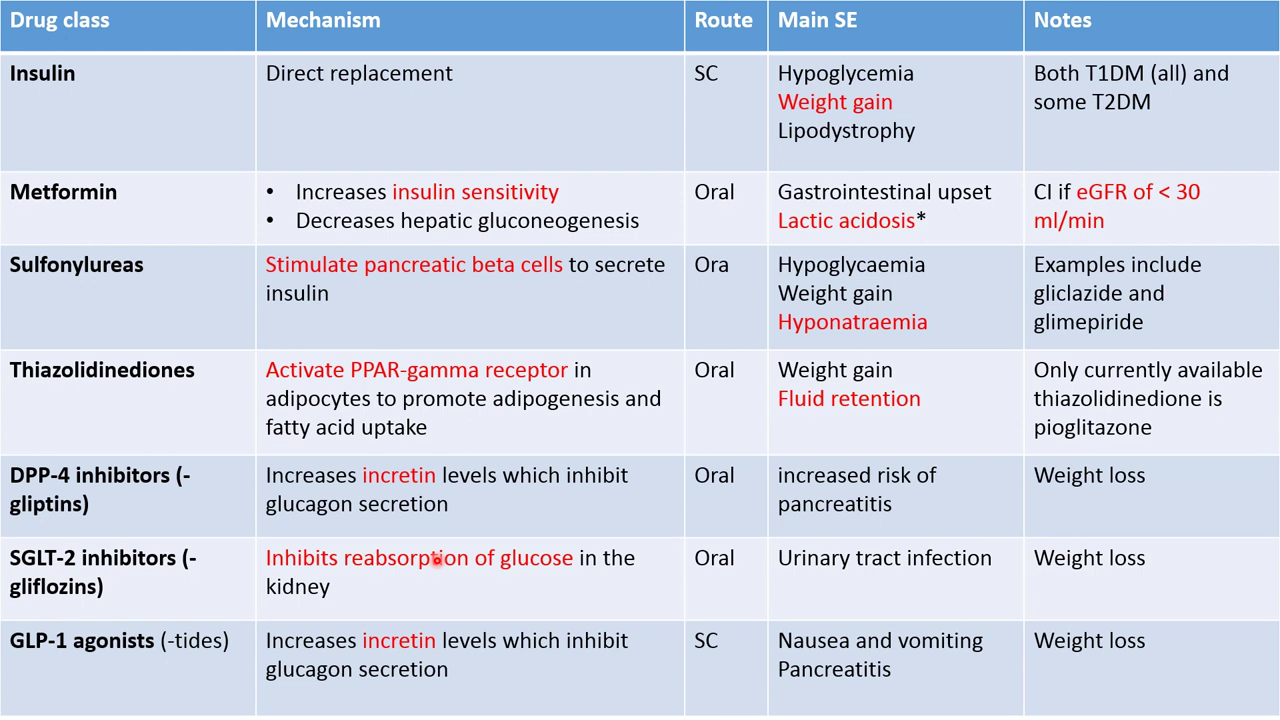 Drug class Mechanism Route Main SE Notes
Insulin Direct replacement SC Hypoglycemia Both T1DM (all) and
Weight gain some T2DM
Lipodystrophy
Metformin • Increases insulin sensitivity Oral Gastrointestinal upset CI if eGFR of < 30
• Decreases hepatic gluconeogenesis Lactic acidosis* ml/min
Sulfonylureas Stimulate pancreatic beta cells to secrete Ora Hypoglycaemia Examples include
insulin Weight gain gliclazide and
Hyponatraemia glimepiride
Thiazolidinediones Activate PPAR-gamma receptor in Oral Weight gain Only currently available
adipocytes to promote adipogenesis and Fluid retention thiazolidinedione is
fatty acid uptake pioglitazone
DPP-4 inhibitors (- Increases incretin levels which inhibit Oral increased risk of Weight loss
gliptins) glucagon secretion pancreatitis
SGLT-2 inhibitors (- Inhibits reabsorption of glucose in the Oral Urinary tract infection Weight loss
gliflozins) kidney
GLP-1 agonists (-tides) Increases incretin levels which inhibit SC Nausea and vomiting Weight loss
glucagon secretion Pancreatitis